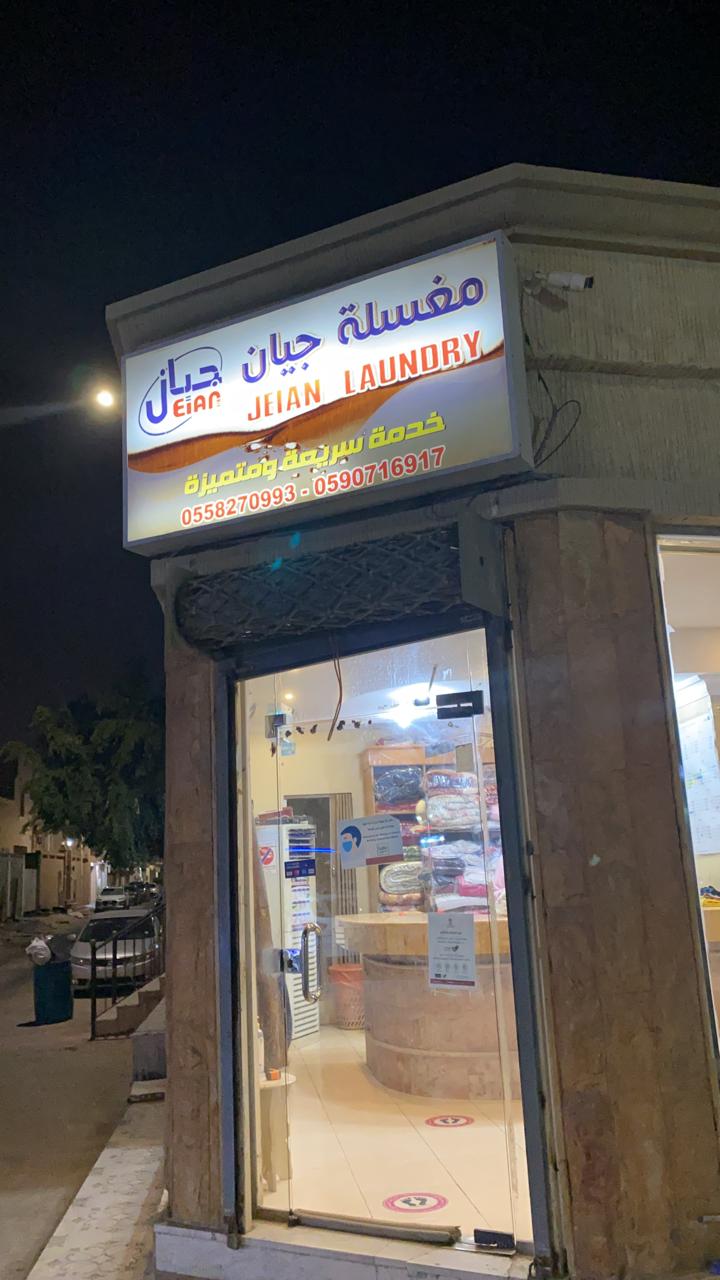 مغسلة جيان
جيان
EiAN
JEIAN LAUNDRY
خدمة سريعة ومتميزة
0558270993 - 0590716917